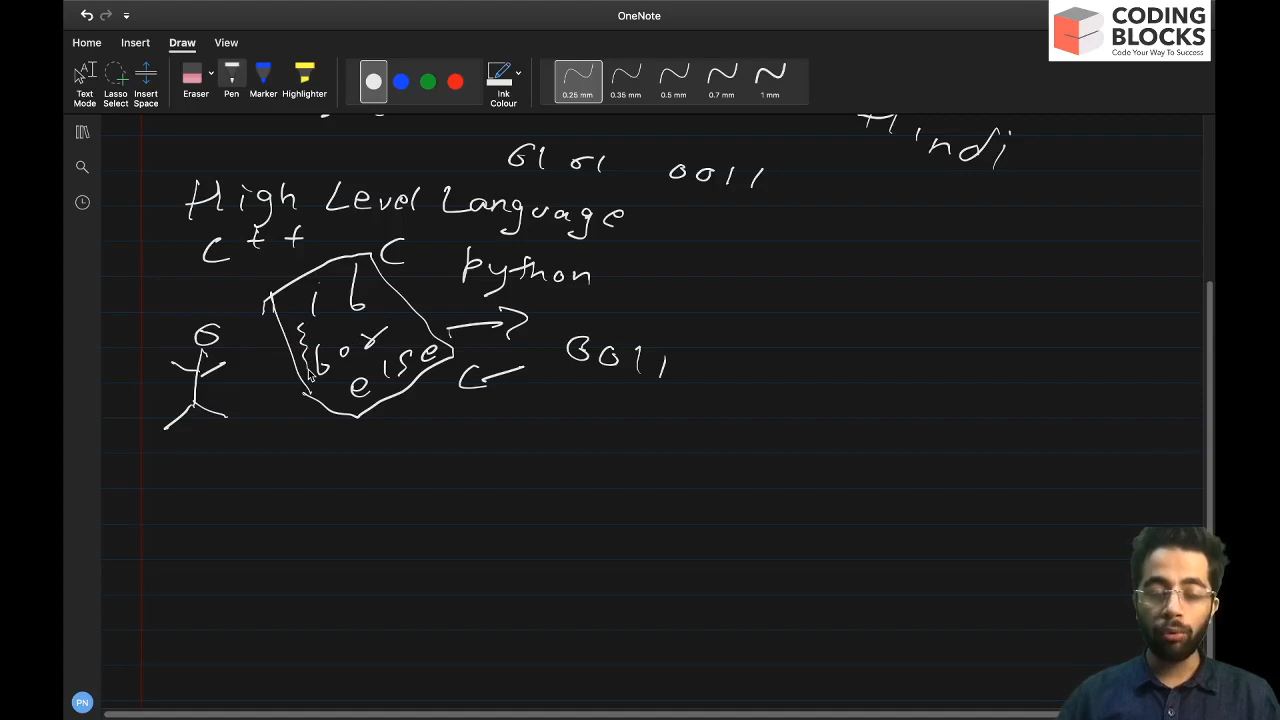 OneNote
CODING
BLOCKS
Code Your Way To Success
Home Insert Draw View
Text Mode
Lasso Select
Insert Space
Eraser
Pen
Marker
Highlighter
Ink Colour
0.25 mm
0.35 mm
0.5 mm
0.7 mm
1 mm
Hindi
0101 0011
High Level Language
C++ C python
if
for
else
0011
PN